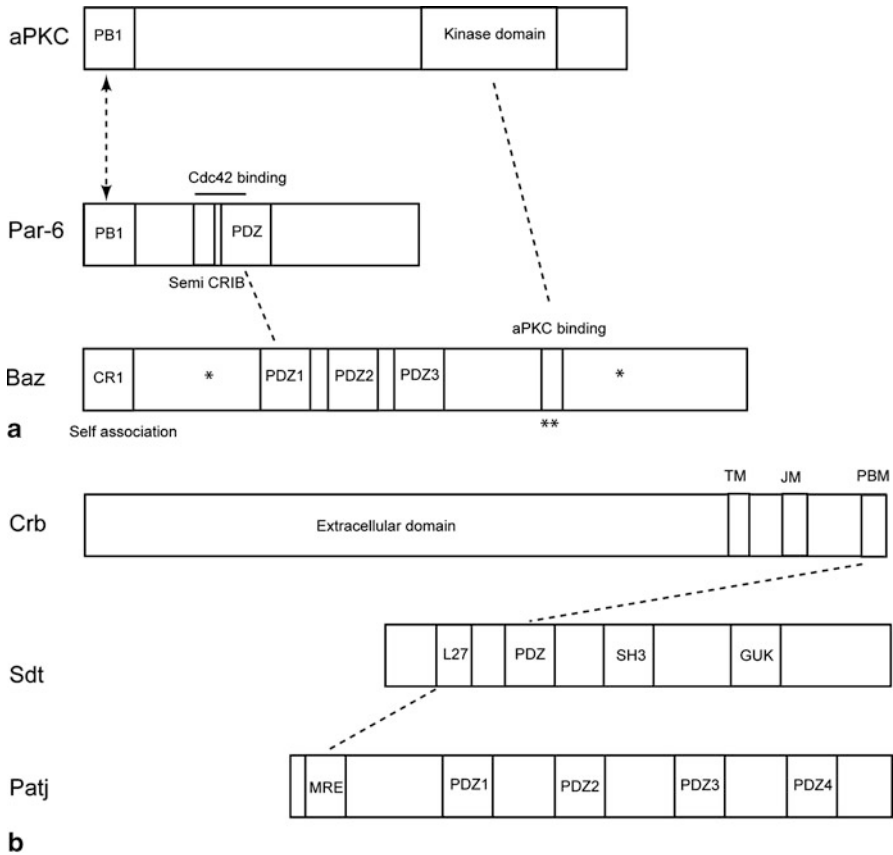 aPKC
PB1
Kinase domain
Cdc42 binding
Par-6
PB1
PDZ
Semi CRIB
aPKC binding
Baz
CR1
*
PDZ1
PDZ2
PDZ3
*
**
a
Self association
TM
JM
PBM
Crb
Extracellular domain
Sdt
L27
PDZ
SH3
GUK
Patj
MRE
PDZ1
PDZ2
PDZ3
PDZ4
b